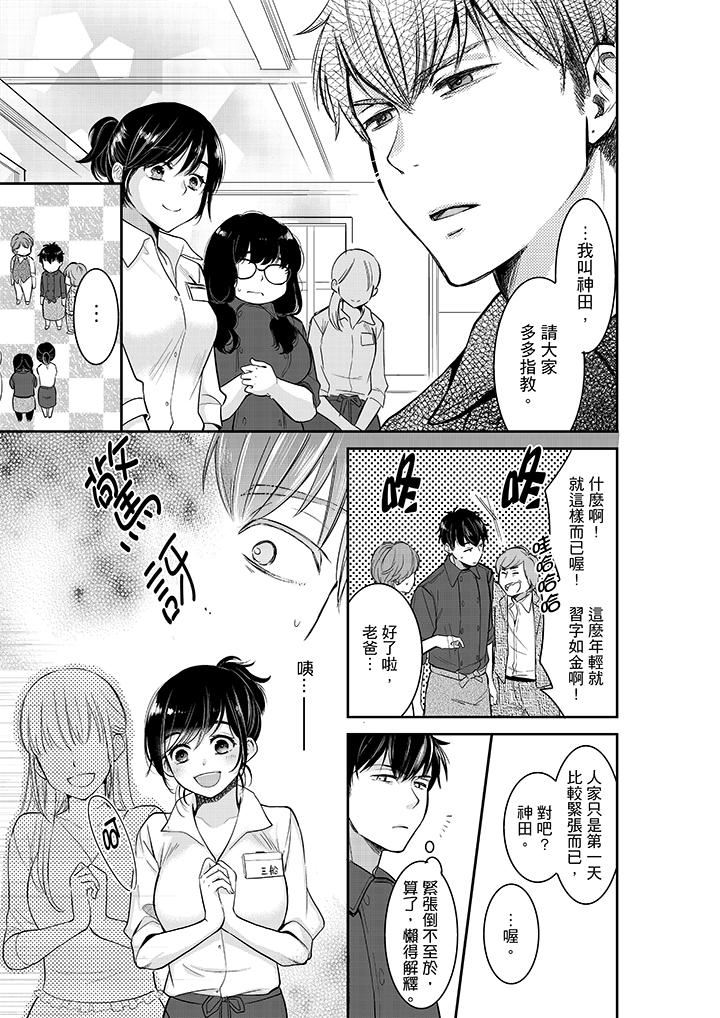 …我叫神田，
請大家
多多指教。
…
什麼啊！
就這樣而已喔！
這麼年輕就
習字如金啊！
哇哈哈哈
咚
咚
好了啦，
老爸…
驚訝
咦——
人家只是第一天
比較緊張而已，
對吧？
神田。
…喔。
緊張倒不至於，
算了，懶得解釋。
三船